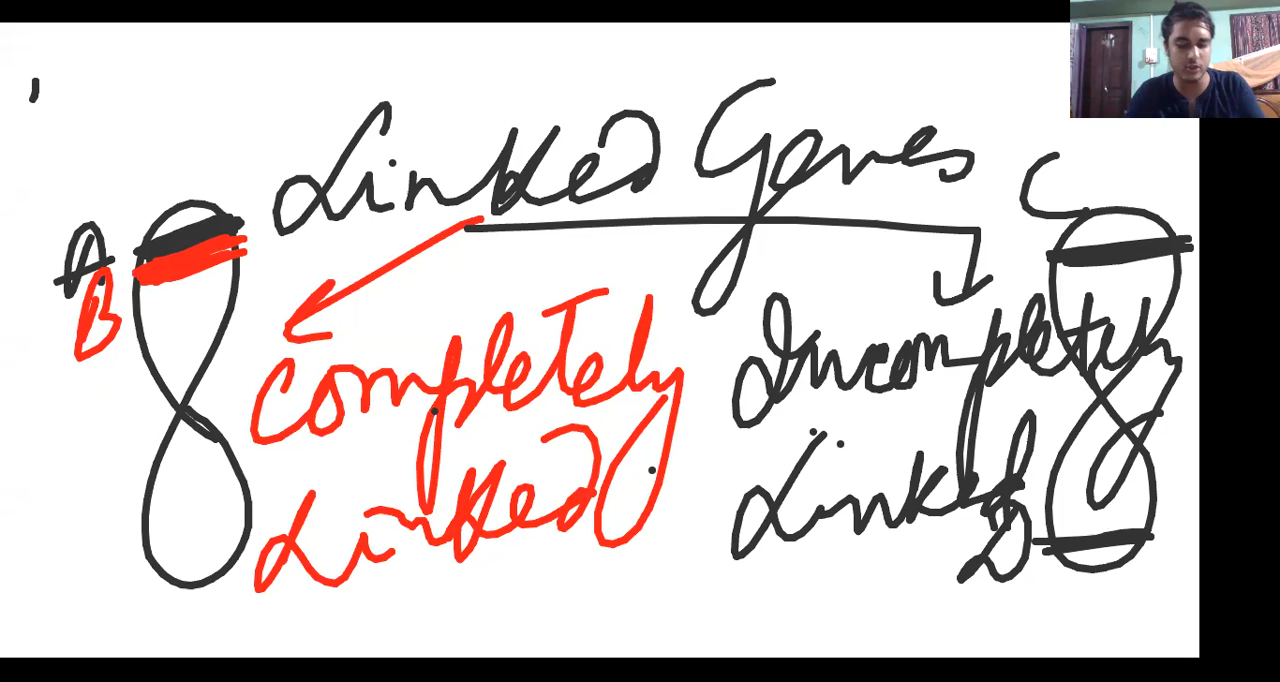 Linked Genes
A
B
C
Completely
Linked
Incompletely
Linked
D